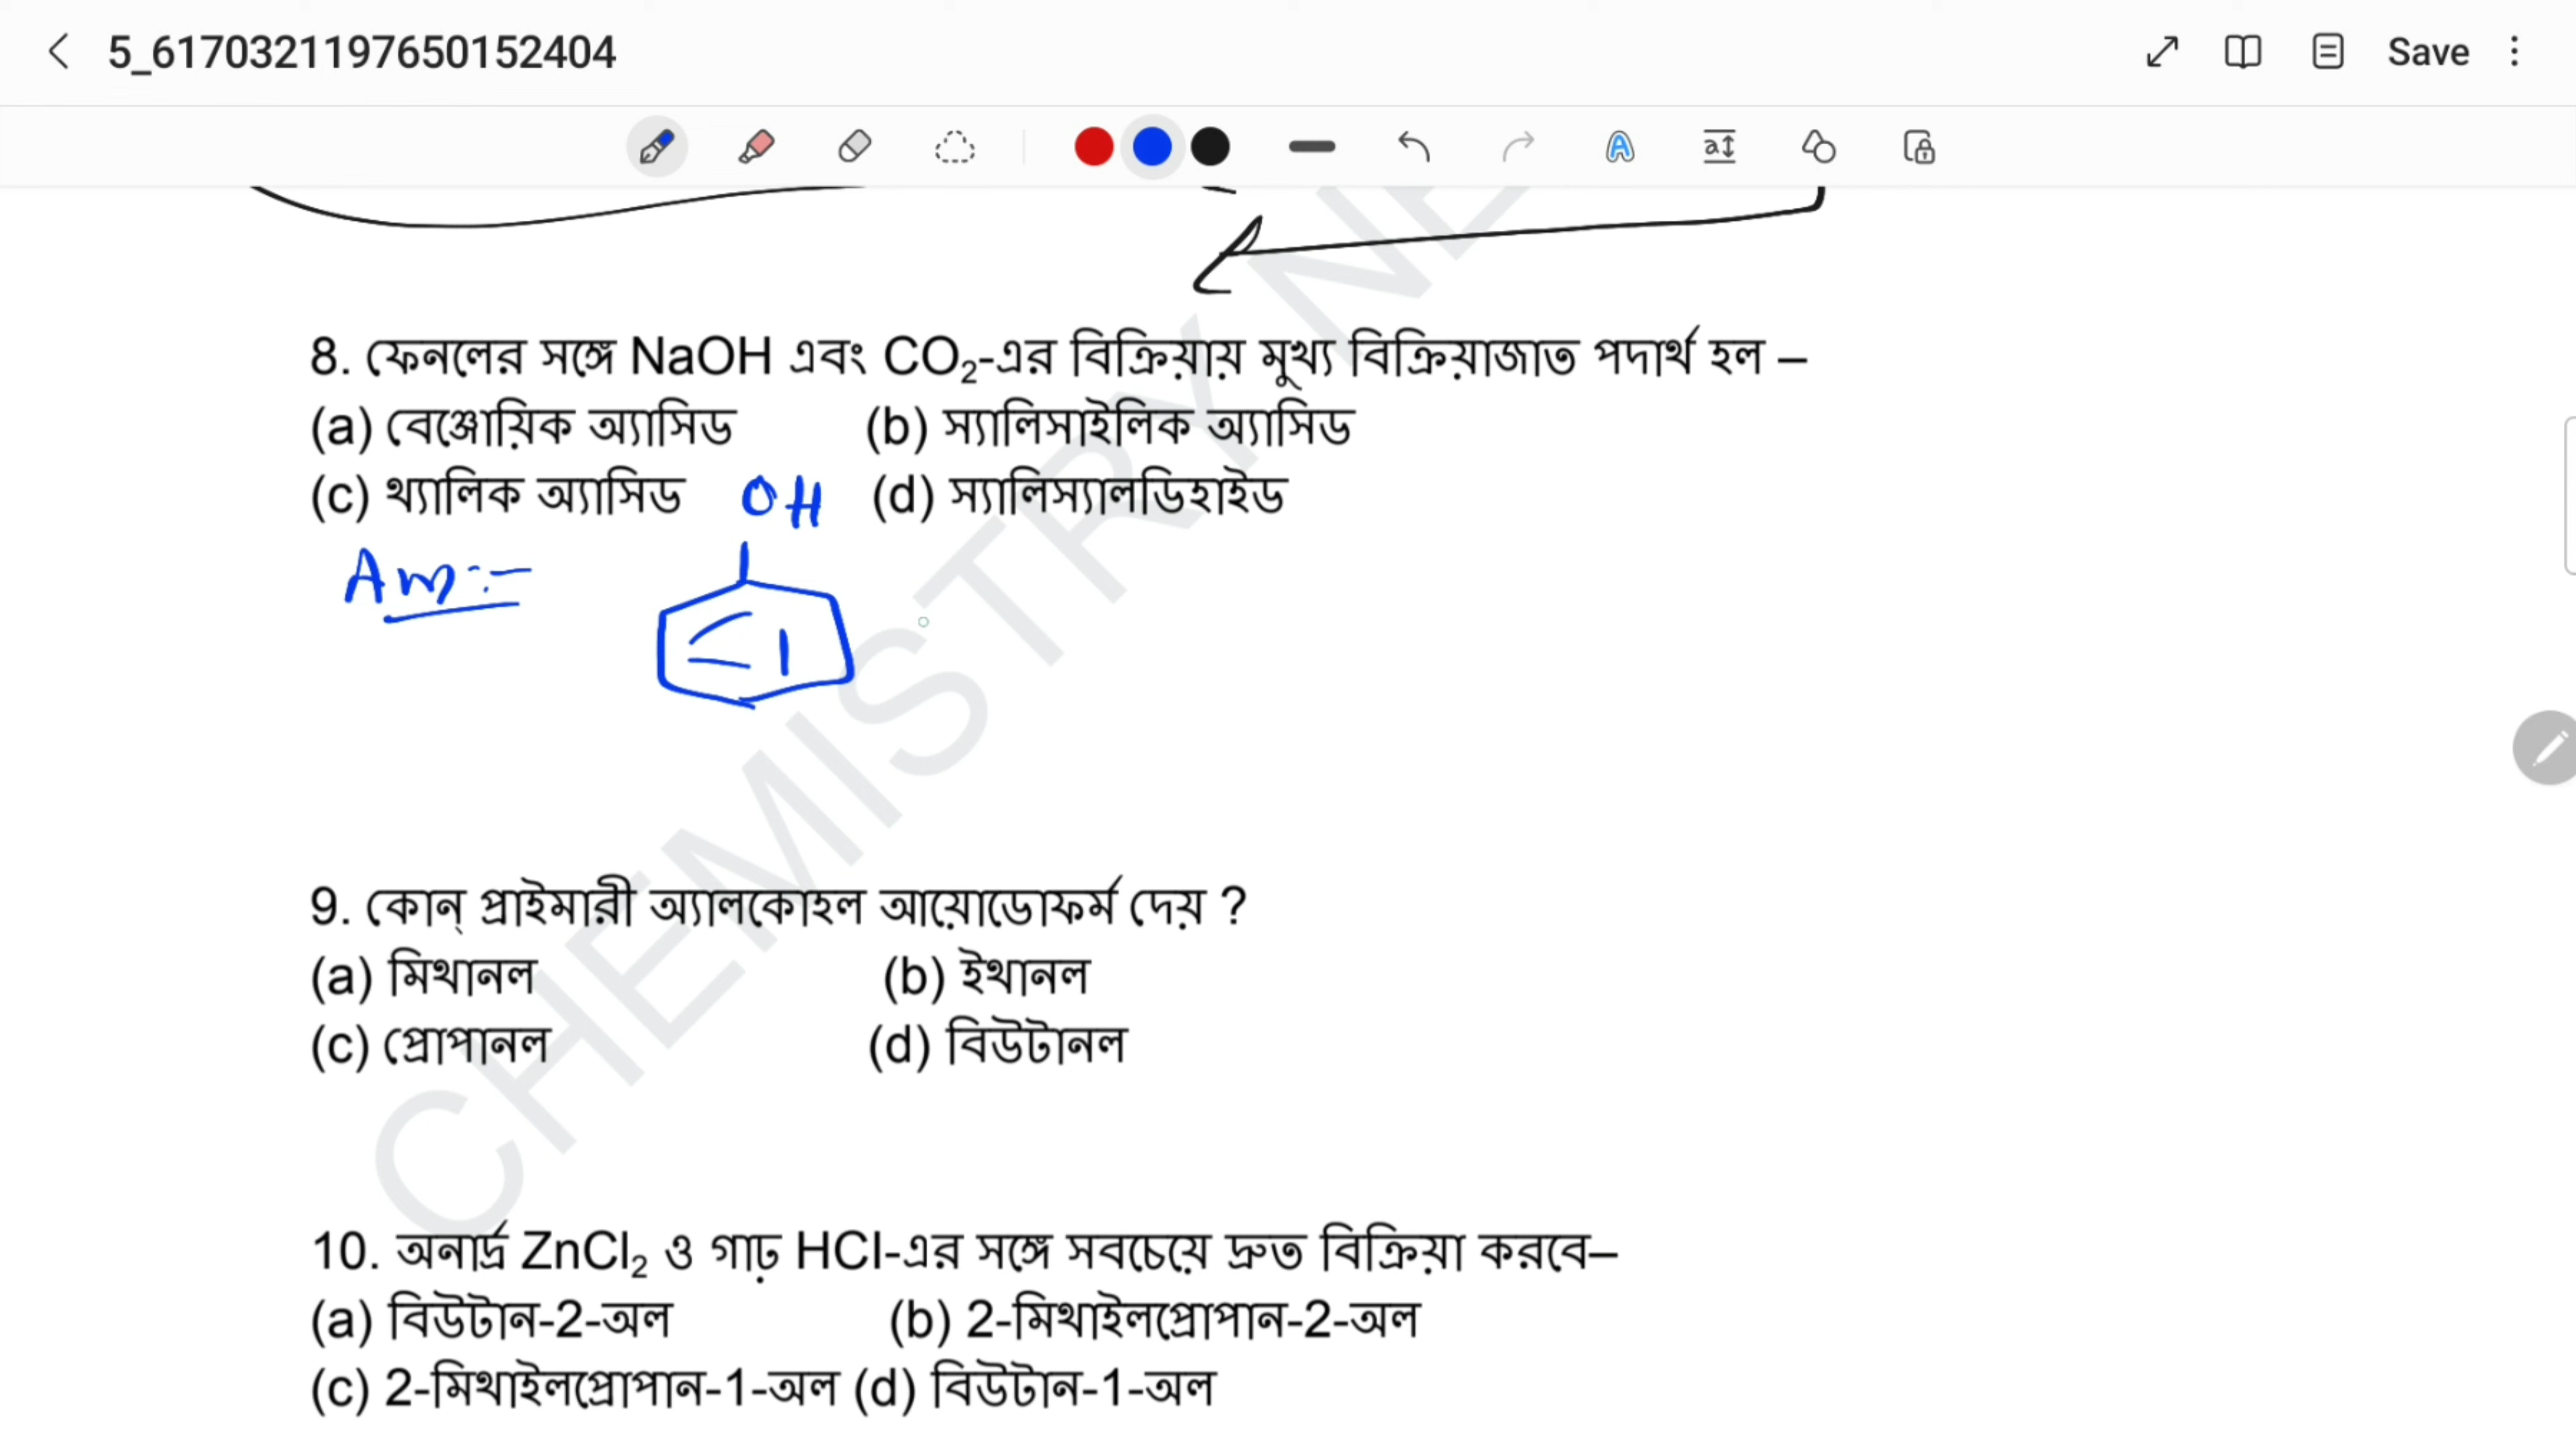 5_6170321197650152404
Save
8. ফেনলের সঙ্গে NaOH এবং CO₂-এর বিক্রিয়ায় মুখ্য বিক্রিয়াজাত পদার্থ হল –
(a) বেঞ্জোয়িক অ্যাসিড (b) স্যালিসাইলিক অ্যাসিড
(c) থ্যালিক অ্যাসিড (d) স্যালিস্যালডিহাইড
OH
Ans:-
9. কোন্ প্রাইমারী অ্যালকোহল আয়োডোফর্ম দেয় ?
(a) মিথানল (b) ইথানল
(c) প্রোপানল (d) বিউটানল
10. অনার্দ্র ZnCl₂ ও গাঢ় HCl-এর সঙ্গে সবচেয়ে দ্রুত বিক্রিয়া করবে–
(a) বিউটান-2-অল (b) 2-মিথাইলপ্রোপান-2-অল
(c) 2-মিথাইলপ্রোপান-1-অল (d) বিউটান-1-অল
CHEMISTRY NE